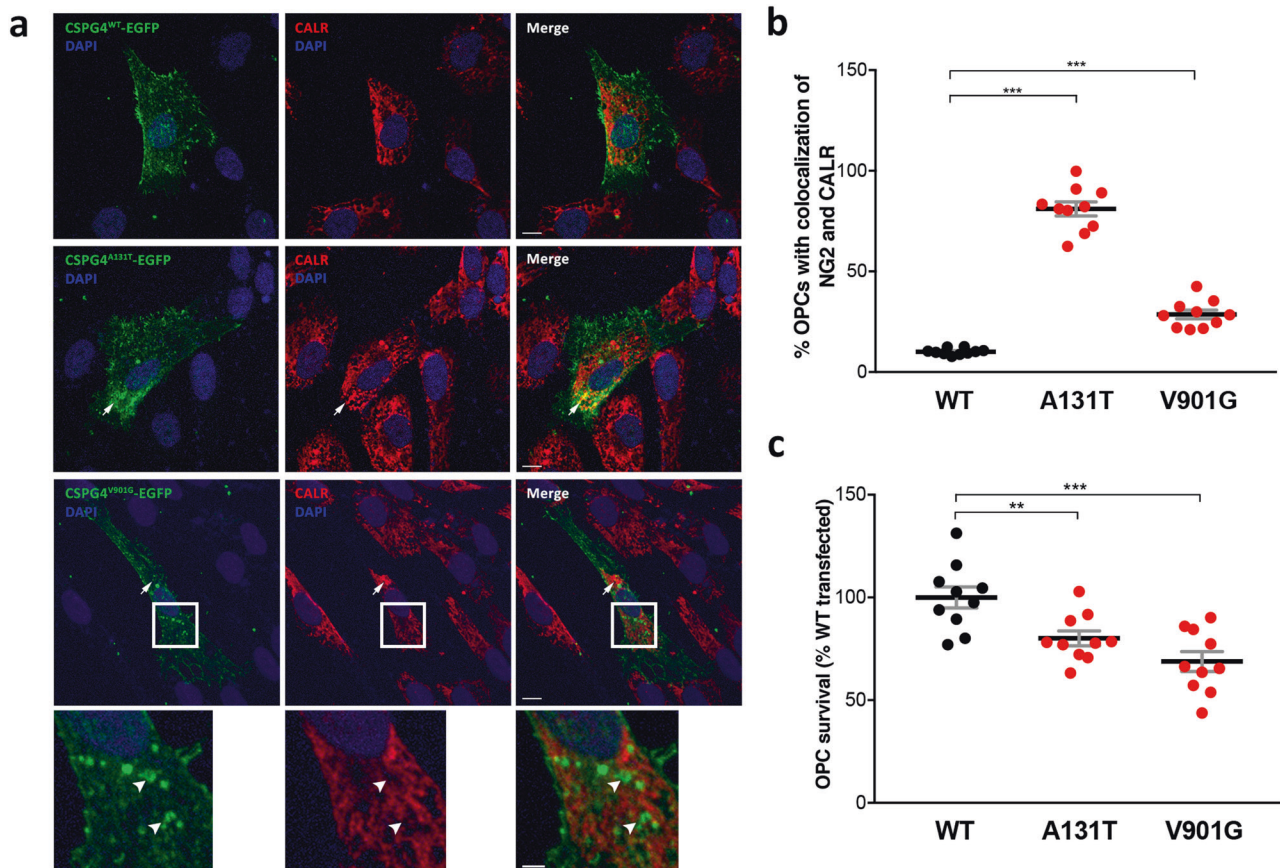 a
CSPG4WT-EGFP
DAPI
CALR
DAPI
Merge
CSPG4A131T-EGFP
DAPI
CALR
DAPI
Merge
CSPG4V901G-EGFP
DAPI
CALR
DAPI
Merge
b
% OPCs with colocalization of
NG2 and CALR
150
100
50
0
***
***
WT
A131T
V901G
c
OPC survival (% WT transfected)
150
100
50
0
***
**
WT
A131T
V901G